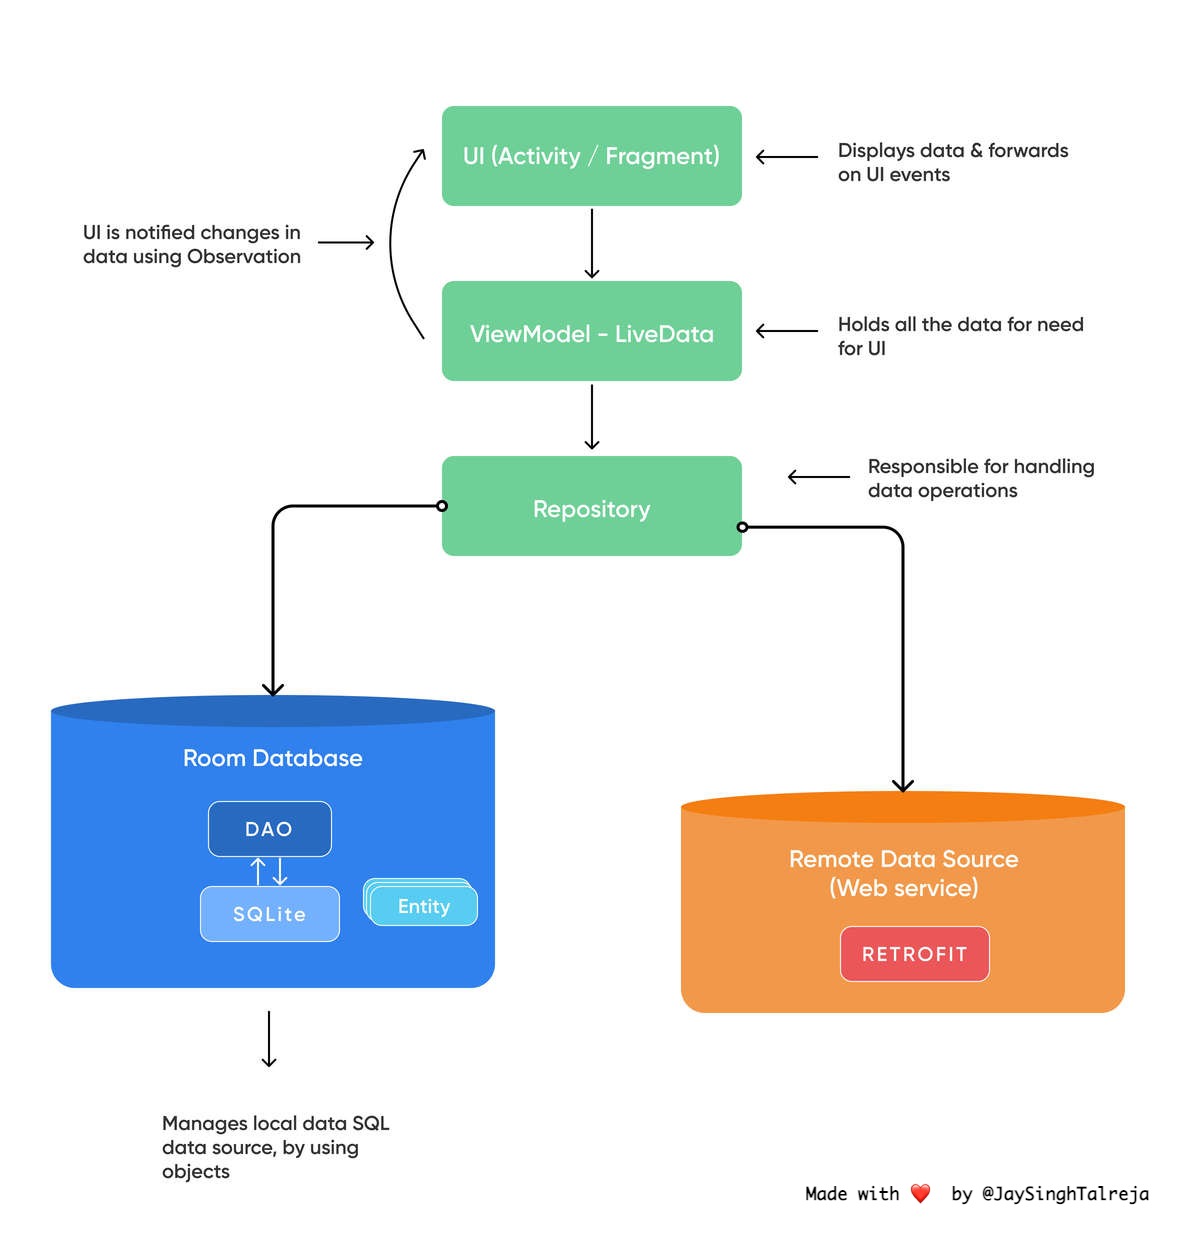 UI (Activity / Fragment)
Displays data & forwards
on UI events
UI is notified changes in
data using Observation
ViewModel - LiveData
Holds all the data for need
for UI
Repository
Responsible for handling
data operations
Room Database
DAO
SQLite
Entity
Remote Data Source
(Web service)
RETROFIT
Manages local data SQL
data source, by using
objects
Made with ❤️ by @JaySinghTalreja